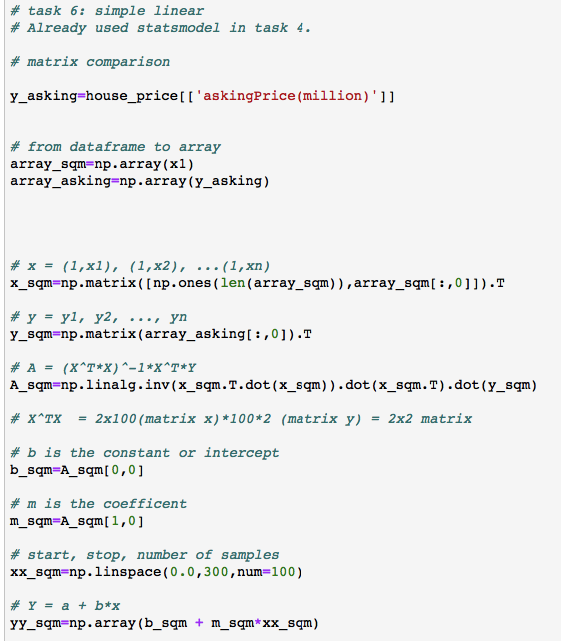 # task 6: simple linear
# Already used statsmodel in task 4.
# matrix comparison
y_asking=house_price[['askingPrice(million)']]
# from dataframe to array
array_sqm=np.array(x1)
array_asking=np.array(y_asking)
# x = (1,x1), (1,x2), ...(1,xn)
x_sqm=np.matrix([np.ones(len(array_sqm)),array_sqm[:,0]]).T
# y = y1, y2, ..., yn
y_sqm=np.matrix(array_asking[:,0]).T
# A = (X^T*X)^-1*X^T*Y
A_sqm=np.linalg.inv(x_sqm.T.dot(x_sqm)).dot(x_sqm.T).dot(y_sqm)
# X^TX  = 2x100(matrix x)*100*2 (matrix y) = 2x2 matrix
# b is the constant or intercept
b_sqm=A_sqm[0,0]
# m is the coefficent
m_sqm=A_sqm[1,0]
# start, stop, number of samples
xx_sqm=np.linspace(0.0,300,num=100)
# Y = a + b*x
yy_sqm=np.array(b_sqm + m_sqm*xx_sqm)